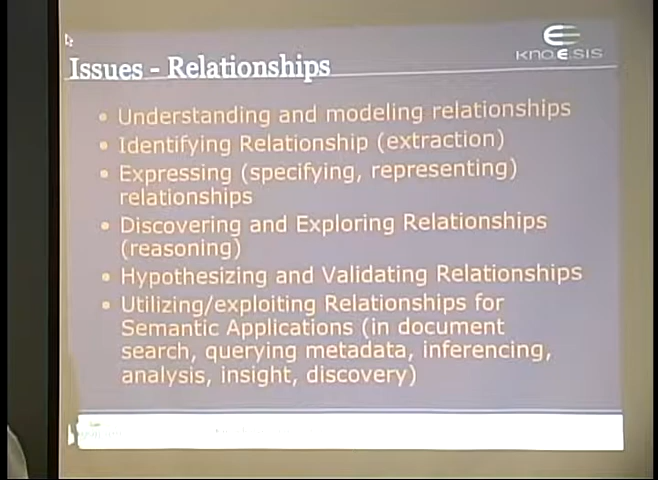 KNO.E.SIS
Issues - Relationships
• Understanding and modeling relationships
• Identifying Relationship (extraction)
• Expressing (specifying, representing)
relationships
• Discovering and Exploring Relationships
(reasoning)
• Hypothesizing and Validating Relationships
• Utilizing/exploiting Relationships for
Semantic Applications (in document
search, querying metadata, inferencing,
analysis, insight, discovery)